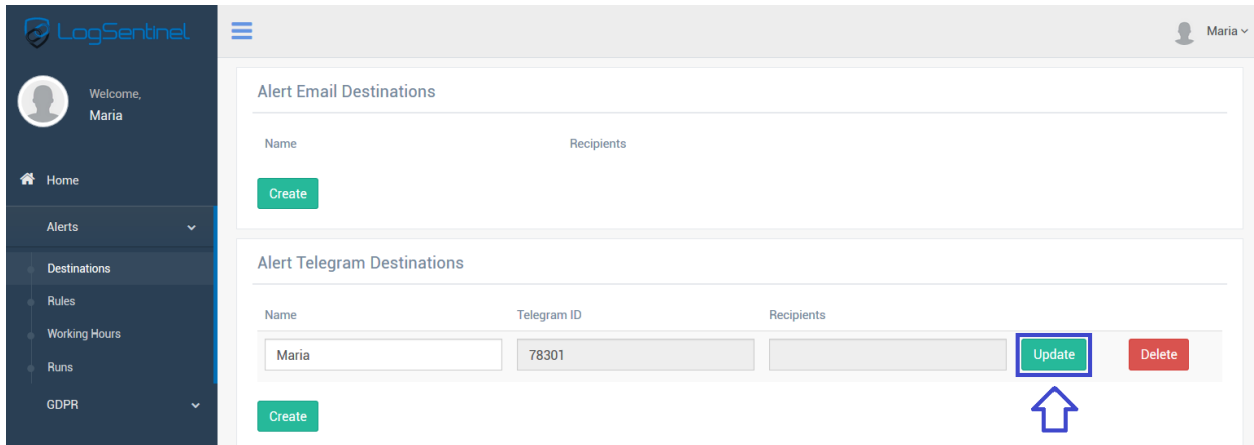 LogSentinel
Maria
Welcome,
Maria
Home
Alerts
Destinations
Rules
Working Hours
Runs
GDPR
Alert Email Destinations
Name Recipients
Create
Alert Telegram Destinations
Name Telegram ID Recipients
Maria 78301 Update Delete
Create